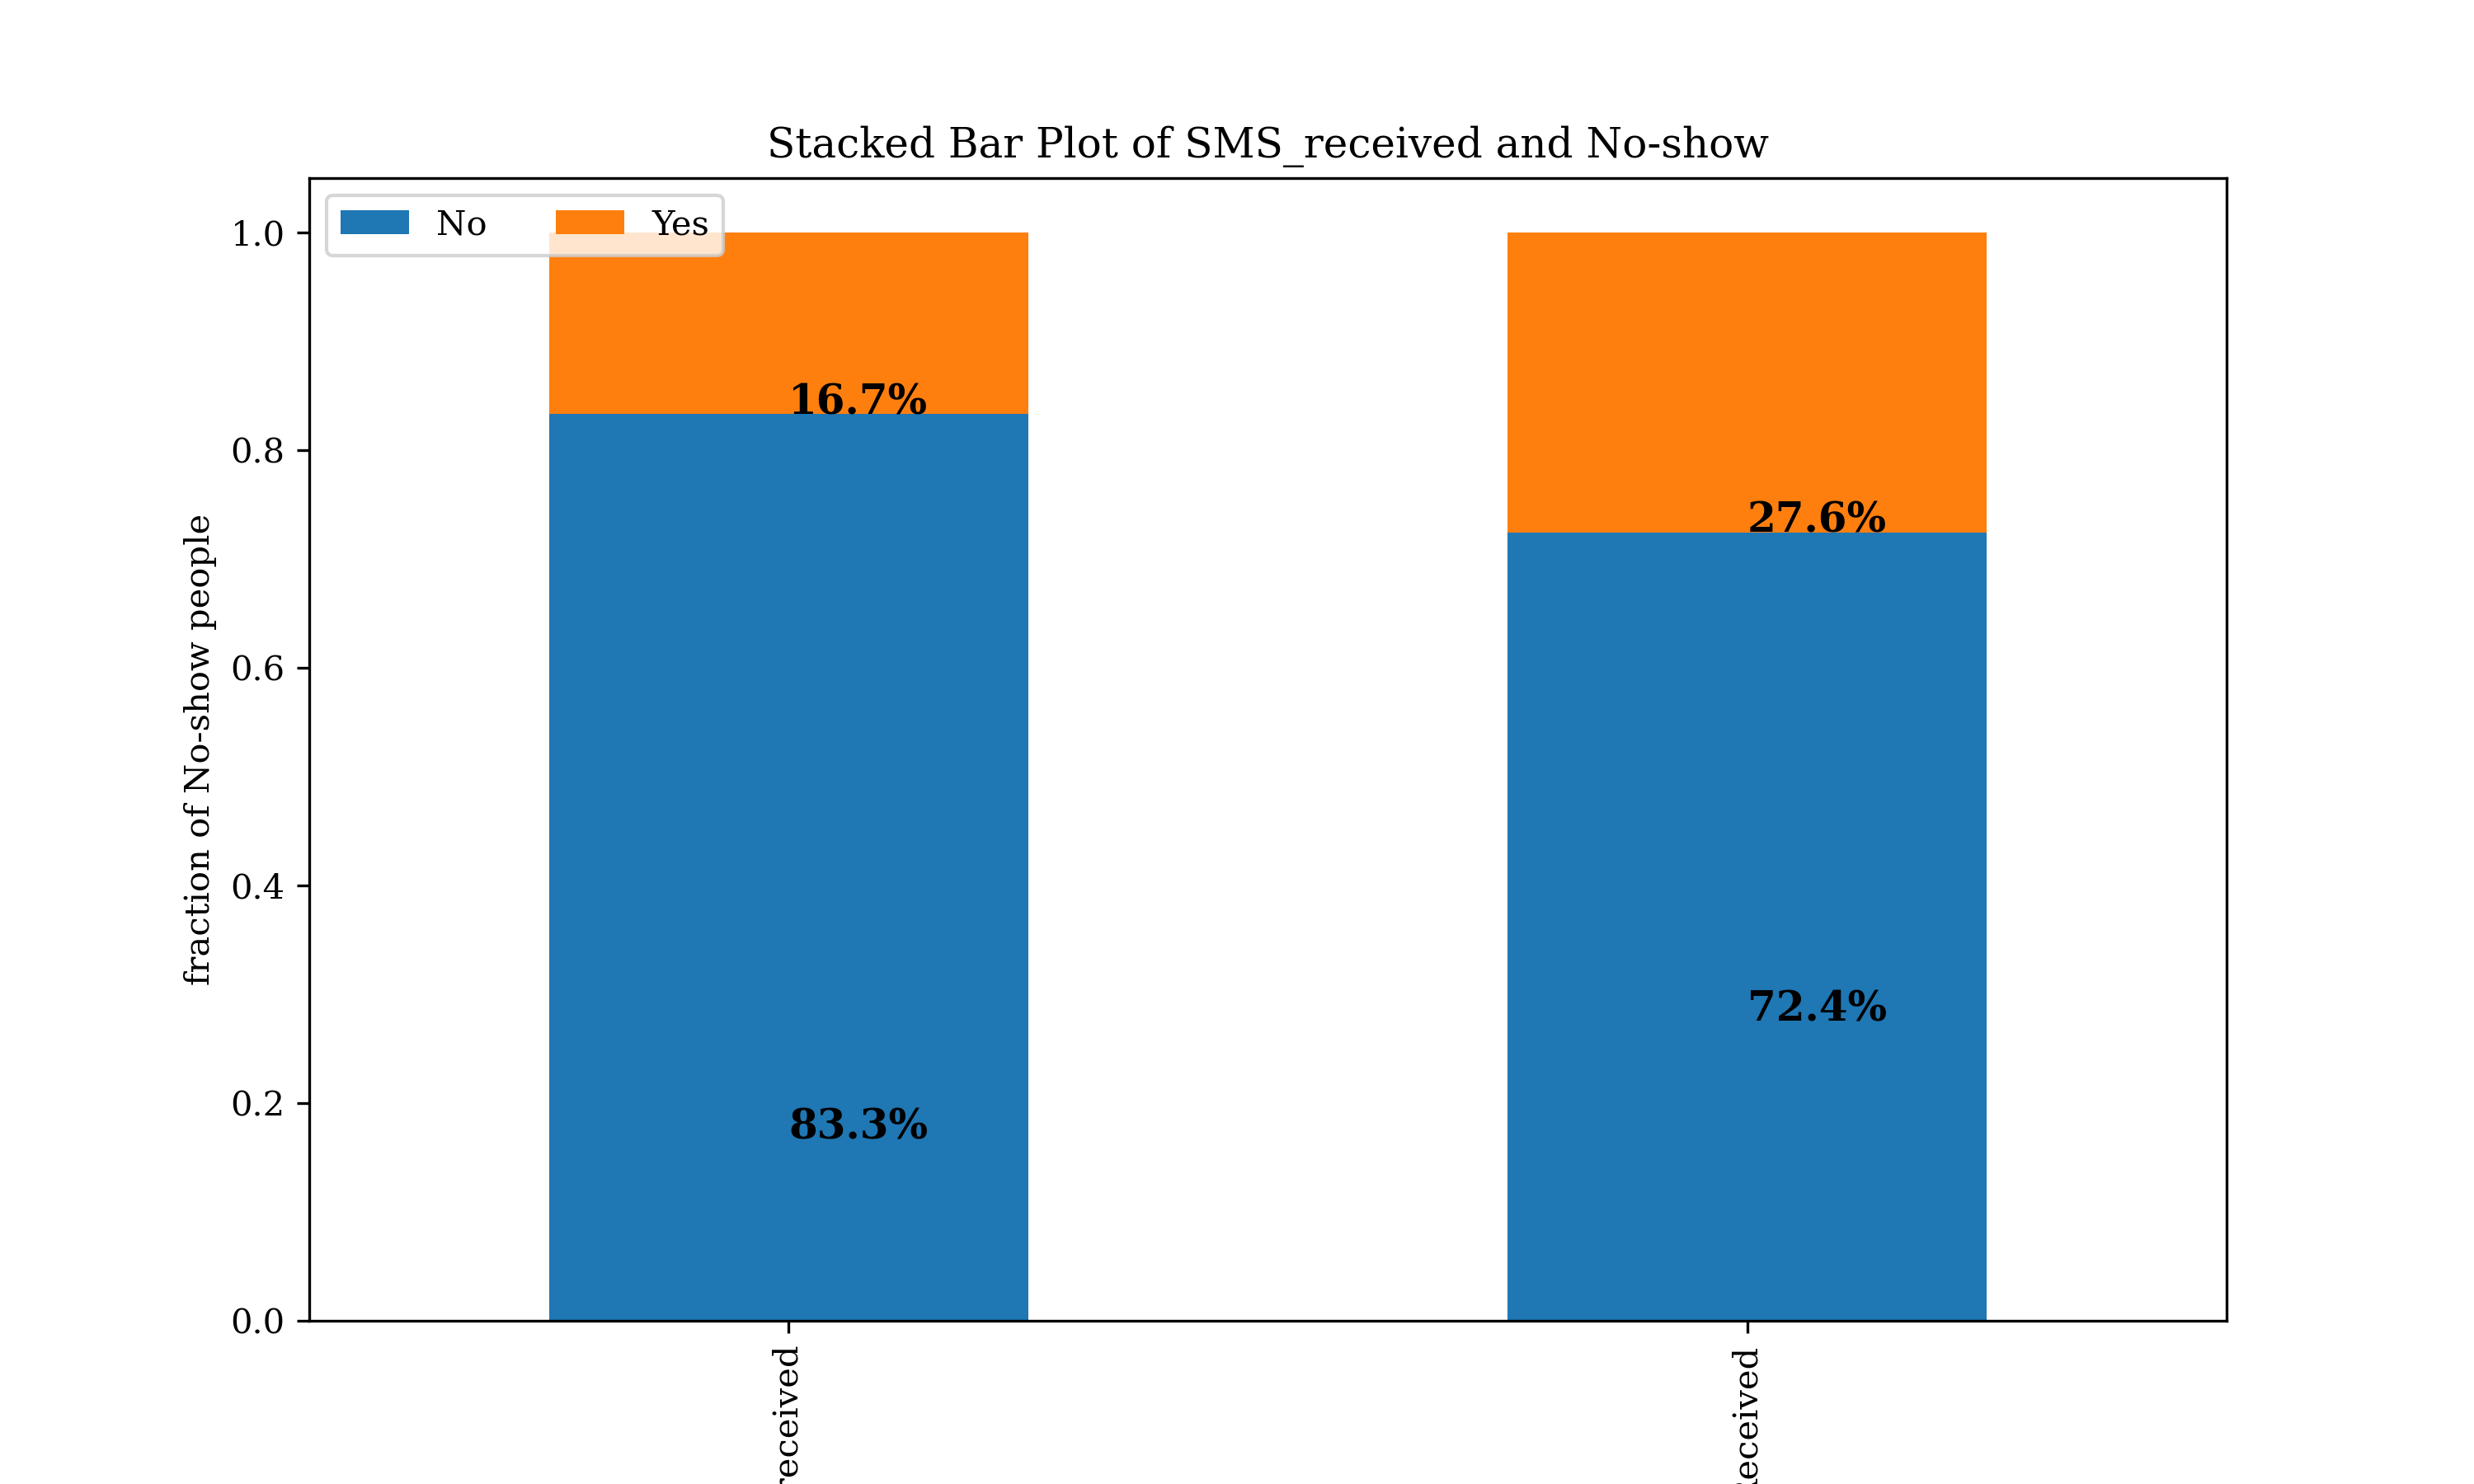 Stacked Bar Plot of SMS_received and No-show
No
Yes
1.0
0.8
0.6
0.4
0.2
0.0
fraction of No-show people
16.7%
27.6%
72.4%
83.3%
received